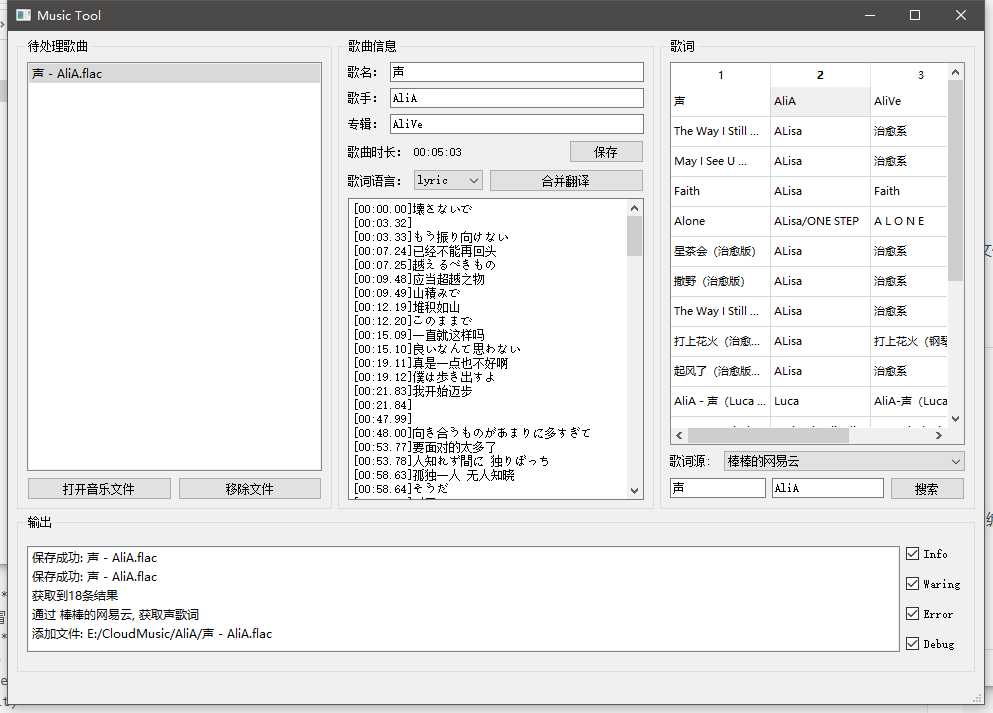 Music Tool
待处理歌曲
声 - AliA.flac
打开音乐文件 移除文件
歌曲信息
歌名: 声
歌手: AliA
专辑: AliVe
歌曲时长: 00:05:03 保存
歌词语言: lyric 合并翻译
[00:00.00]壊さないで
[00:03.32]
[00:03.33]もう振り向けない
[00:07.24]已经不能再回头
[00:07.25]越えるべきもの
[00:09.48]应当超越之物
[00:09.49]山積みで
[00:12.19]堆积如山
[00:12.20]このままで
[00:15.09]一直就这样吗
[00:15.10]良いなんて思わない
[00:19.11]真是一点也不好啊
[00:19.12]僕は歩き出すよ
[00:21.83]我开始迈步
[00:21.84]
[00:47.99]
[00:48.00]向き合うものがあまりに多すぎて
[00:53.77]要面对的太多了
[00:53.78]人知れず間に 独りぼっち
[00:58.63]孤独一人 无人知晓
[00:58.64]そうだ
歌词
1 2 3
声 AliA AliVe
The Way I Still ... ALisa 治愈系
May I See U ... ALisa 治愈系
Faith ALisa Faith
Alone ALisa/ONE STEP A L O N E
星茶会（治愈版） ALisa 治愈系
撒野（治愈版） ALisa 治愈系
The Way I Still ... ALisa 治愈系
打上花火（治愈... ALisa 打上花火（钢琴
起风了（治愈版... ALisa 治愈系
AliA - 声（Luca ... Luca AliA-声（Luca
歌词源: 棒棒的网易云
声 AliA 搜索
输出
保存成功: 声 - AliA.flac
保存成功: 声 - AliA.flac
获取到18条结果
通过 棒棒的网易云, 获取声歌词
添加文件: E:/CloudMusic/AliA/声 - AliA.flac
Info
Waring
Error
Debug